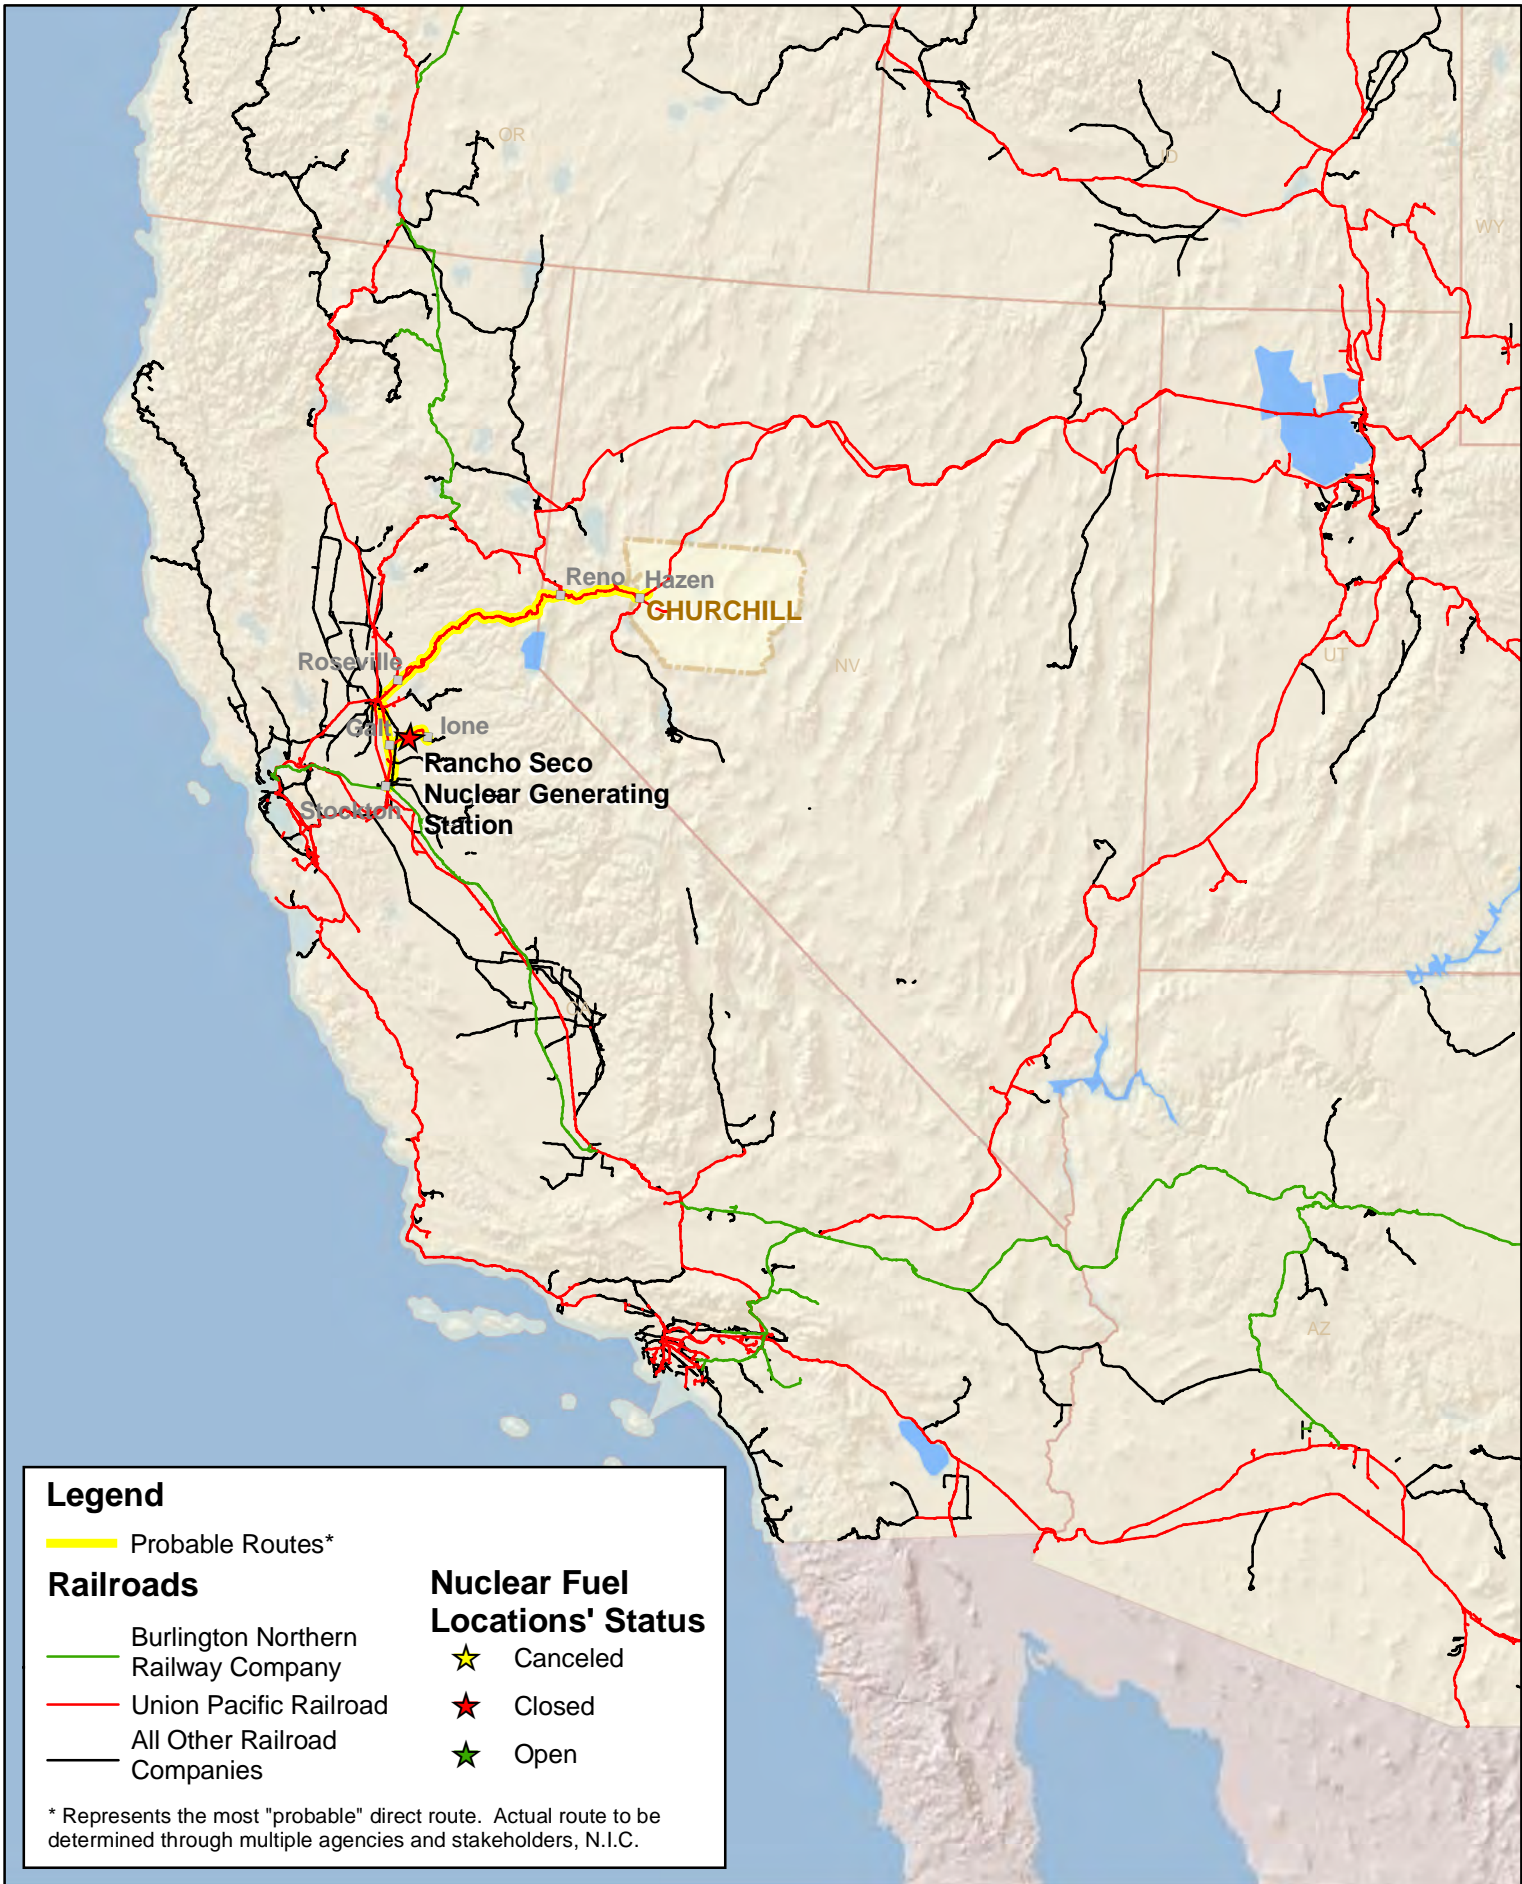 OR
ID
WY
Reno
Hazen
CHURCHILL
Roseville
NV
UT
Galt
Ione
Rancho Seco
Nuclear Generating
Station
Stockton
CA
AZ
Legend
Probable Routes*
Railroads
Burlington Northern
Railway Company
Union Pacific Railroad
All Other Railroad
Companies
Nuclear Fuel
Locations' Status
Canceled
Closed
Open
* Represents the most "probable" direct route. Actual route to be
determined through multiple agencies and stakeholders, N.I.C.